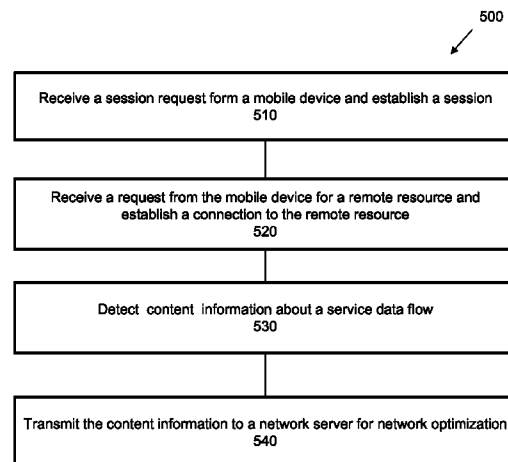 500
Receive a session request form a mobile device and establish a session
510
Receive a request from the mobile device for a remote resource and
establish a connection to the remote resource
520
Detect content information about a service data flow
530
Transmit the content information to a network server for network optimization
540